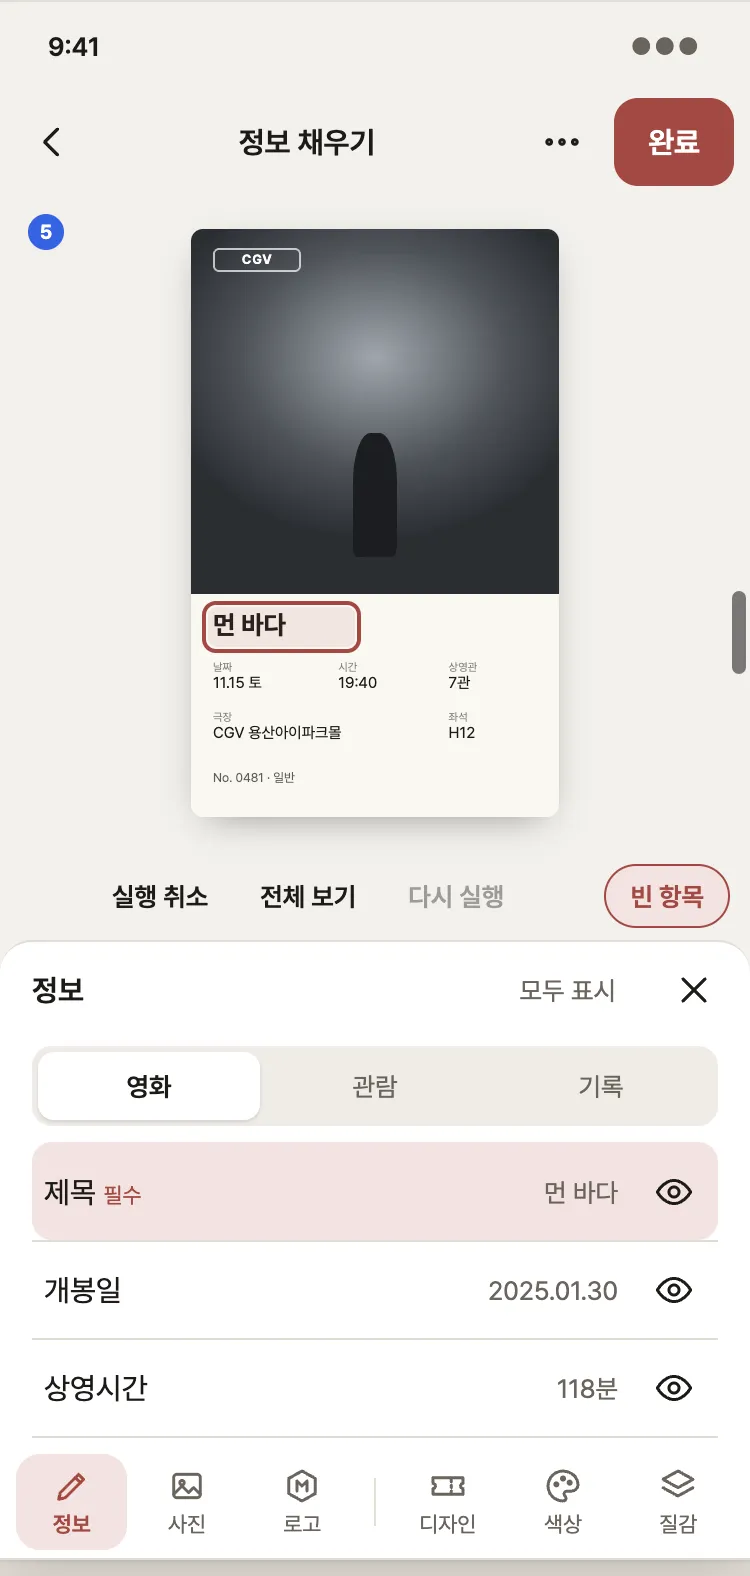 9:41
정보 채우기
완료
5
CGV
먼 바다
날짜 시간 상영관
11.15 토 19:40 7관
극장 좌석
CGV 용산아이파크몰 H12
No. 0481 · 일반
실행 취소 전체 보기 다시 실행 빈 항목
정보 모두 표시
영화 관람 기록
제목 필수 먼 바다
개봉일 2025.01.30
상영시간 118분
정보 사진 로고 디자인 색상 질감